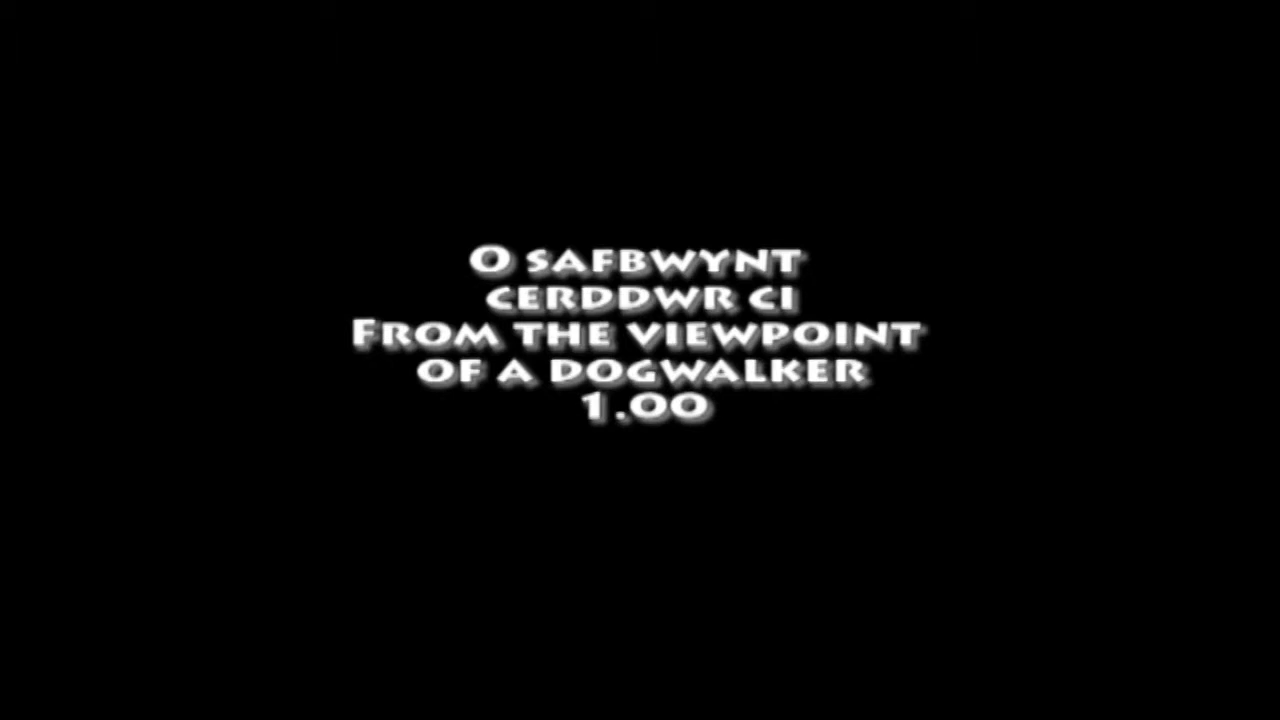 O SAFBWYNT
CERDDWR CI
FROM THE VIEWPOINT
OF A DOGWALKER
1.00